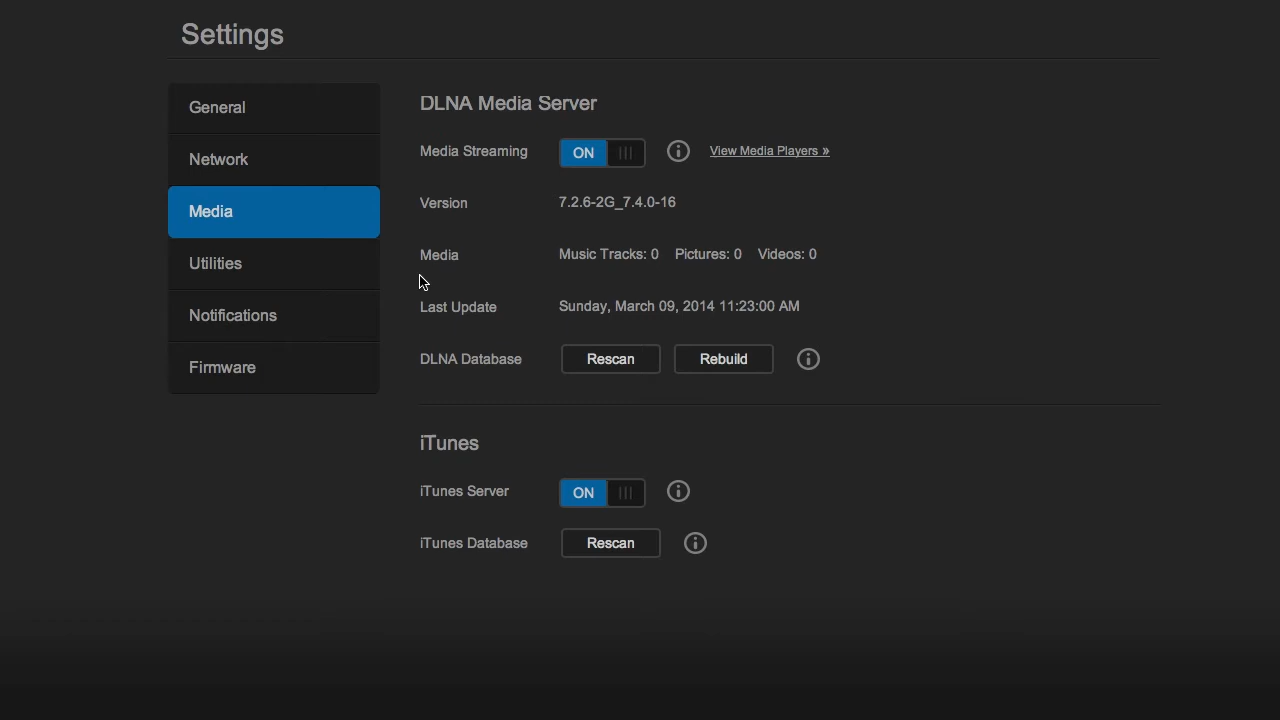 Settings
General
Network
Media
Utilities
Notifications
Firmware
DLNA Media Server
Media Streaming ON View Media Players »
Version 7.2.6-2G_7.4.0-16
Media Music Tracks: 0 Pictures: 0 Videos: 0
Last Update Sunday, March 09, 2014 11:23:00 AM
DLNA Database Rescan Rebuild
iTunes
iTunes Server ON
iTunes Database Rescan